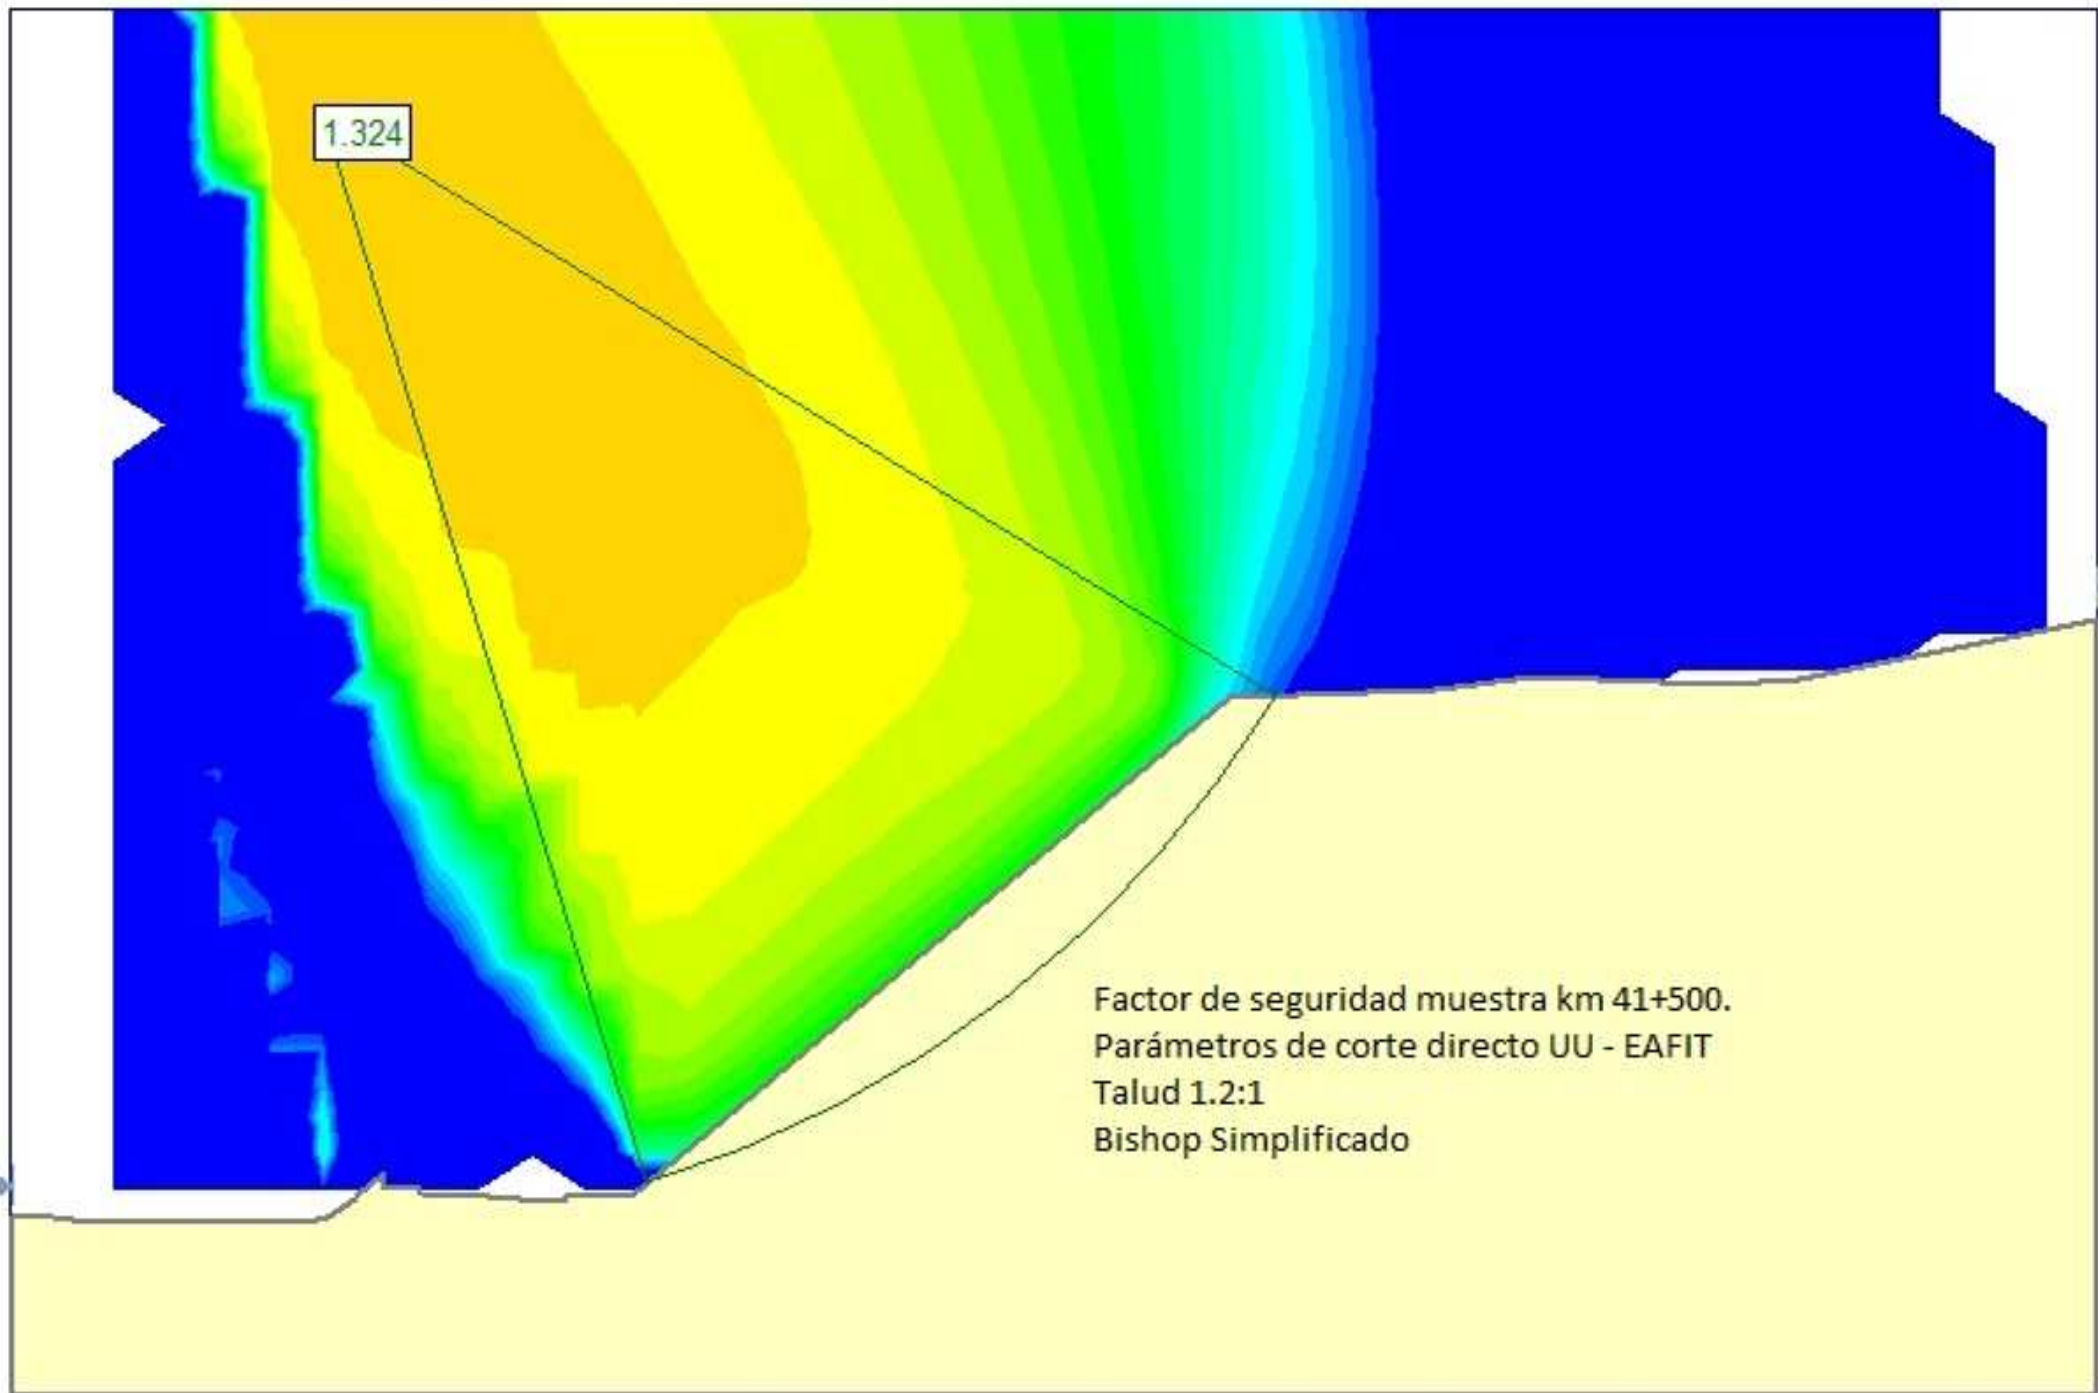 1.324
Factor de seguridad muestra km 41+500.
Parámetros de corte directo UU - EAFIT
Talud 1.2:1
Bishop Simplificado